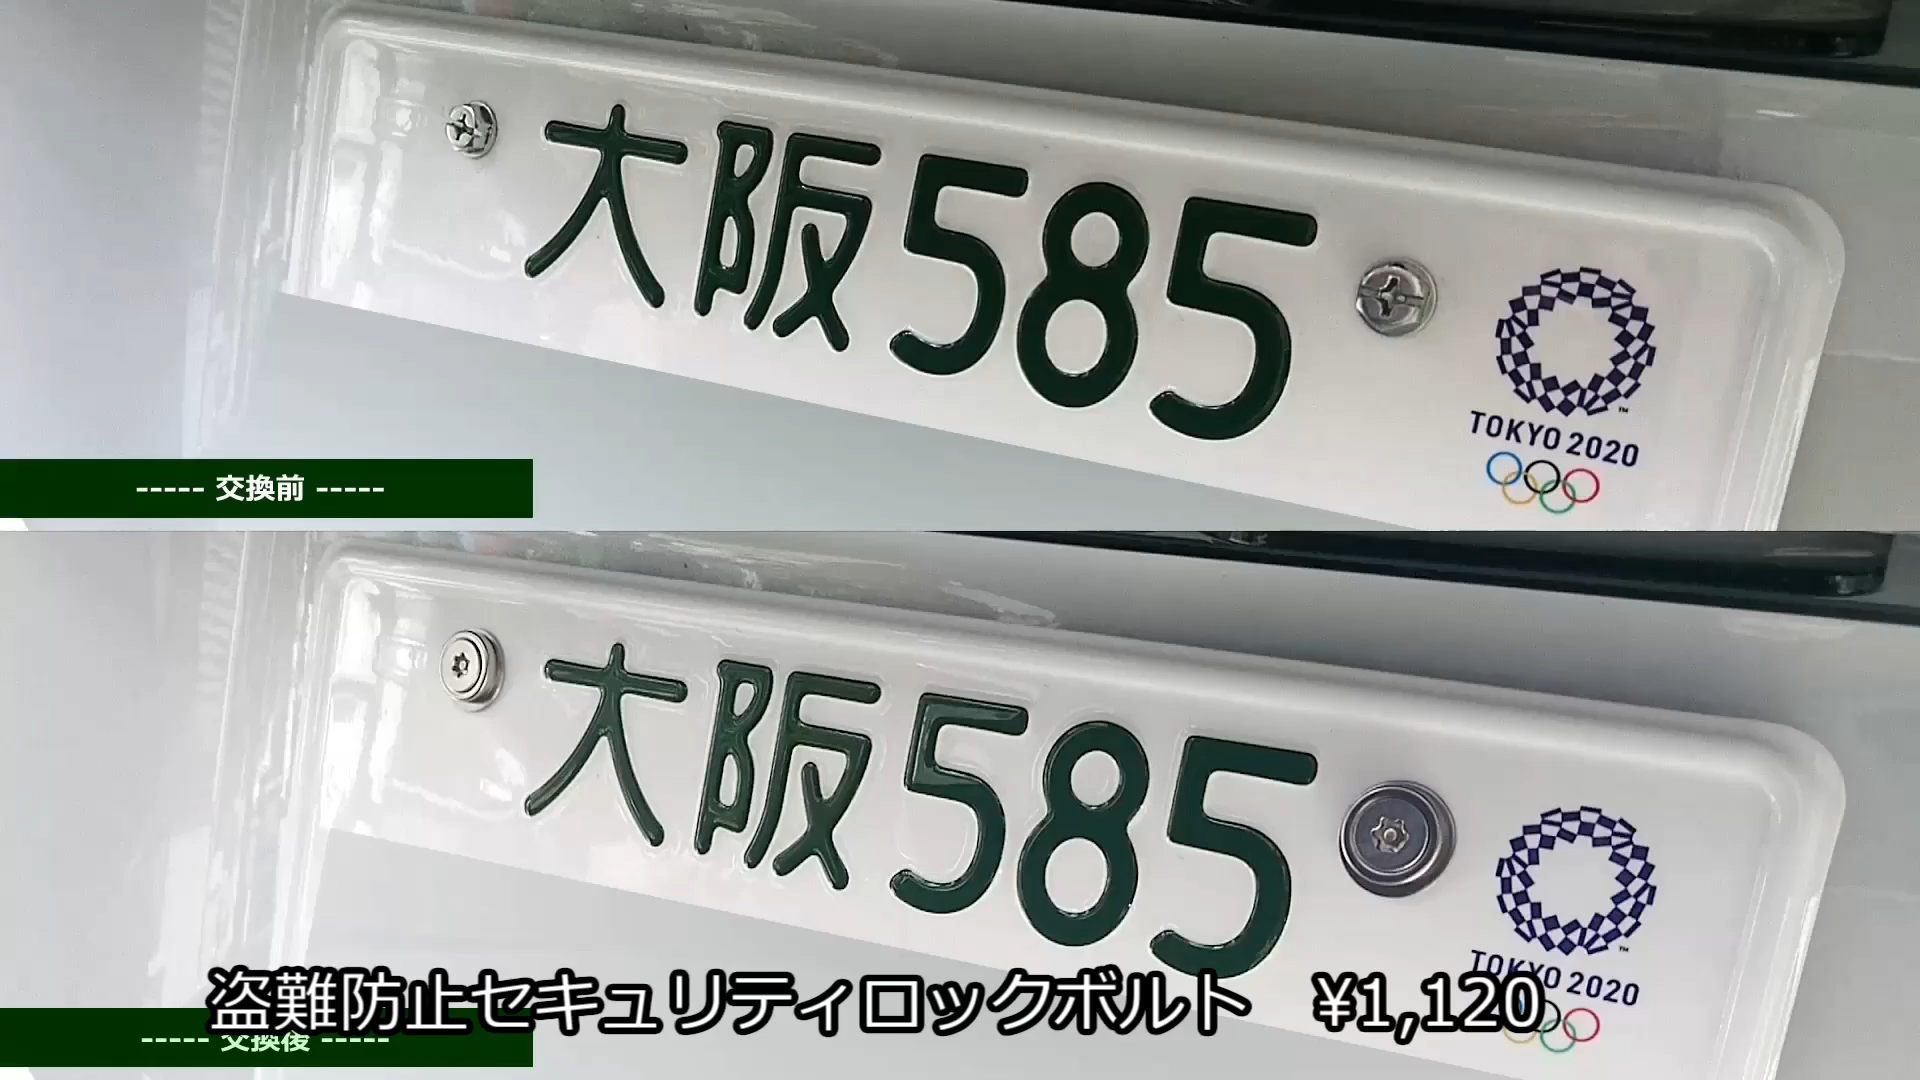 大阪585
TOKYO 2020
----- 交換前 -----
大阪585
TOKYO 2020
盗難防止セキュリティロックボルト ¥1,120
----- 交換後 -----